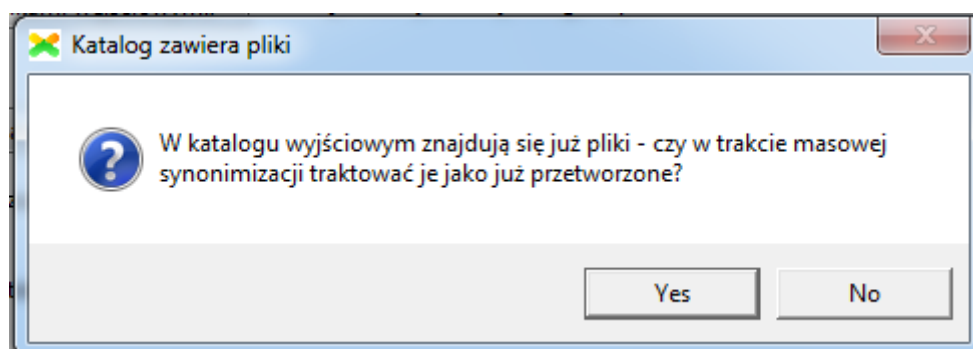 Katalog zawiera pliki
W katalogu wyjściowym znajdują się już pliki - czy w trakcie masowej
synonimizacji traktować je jako już przetworzone?
Yes
No